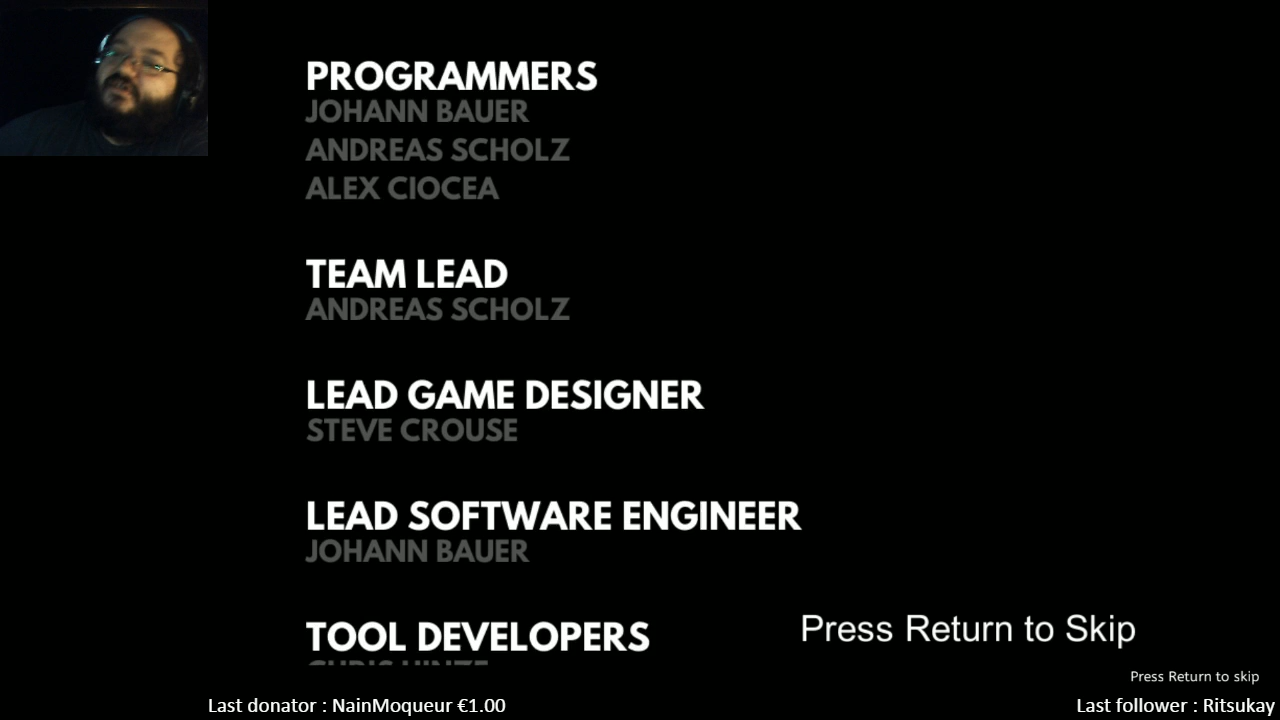 PROGRAMMERS
JOHANN BAUER
ANDREAS SCHOLZ
ALEX CIOCEA
TEAM LEAD
ANDREAS SCHOLZ
LEAD GAME DESIGNER
STEVE CROUSE
LEAD SOFTWARE ENGINEER
JOHANN BAUER
TOOL DEVELOPERS
Press Return to Skip
Press Return to skip
Last donator : NainMoqueur €1.00
Last follower : Ritsukay